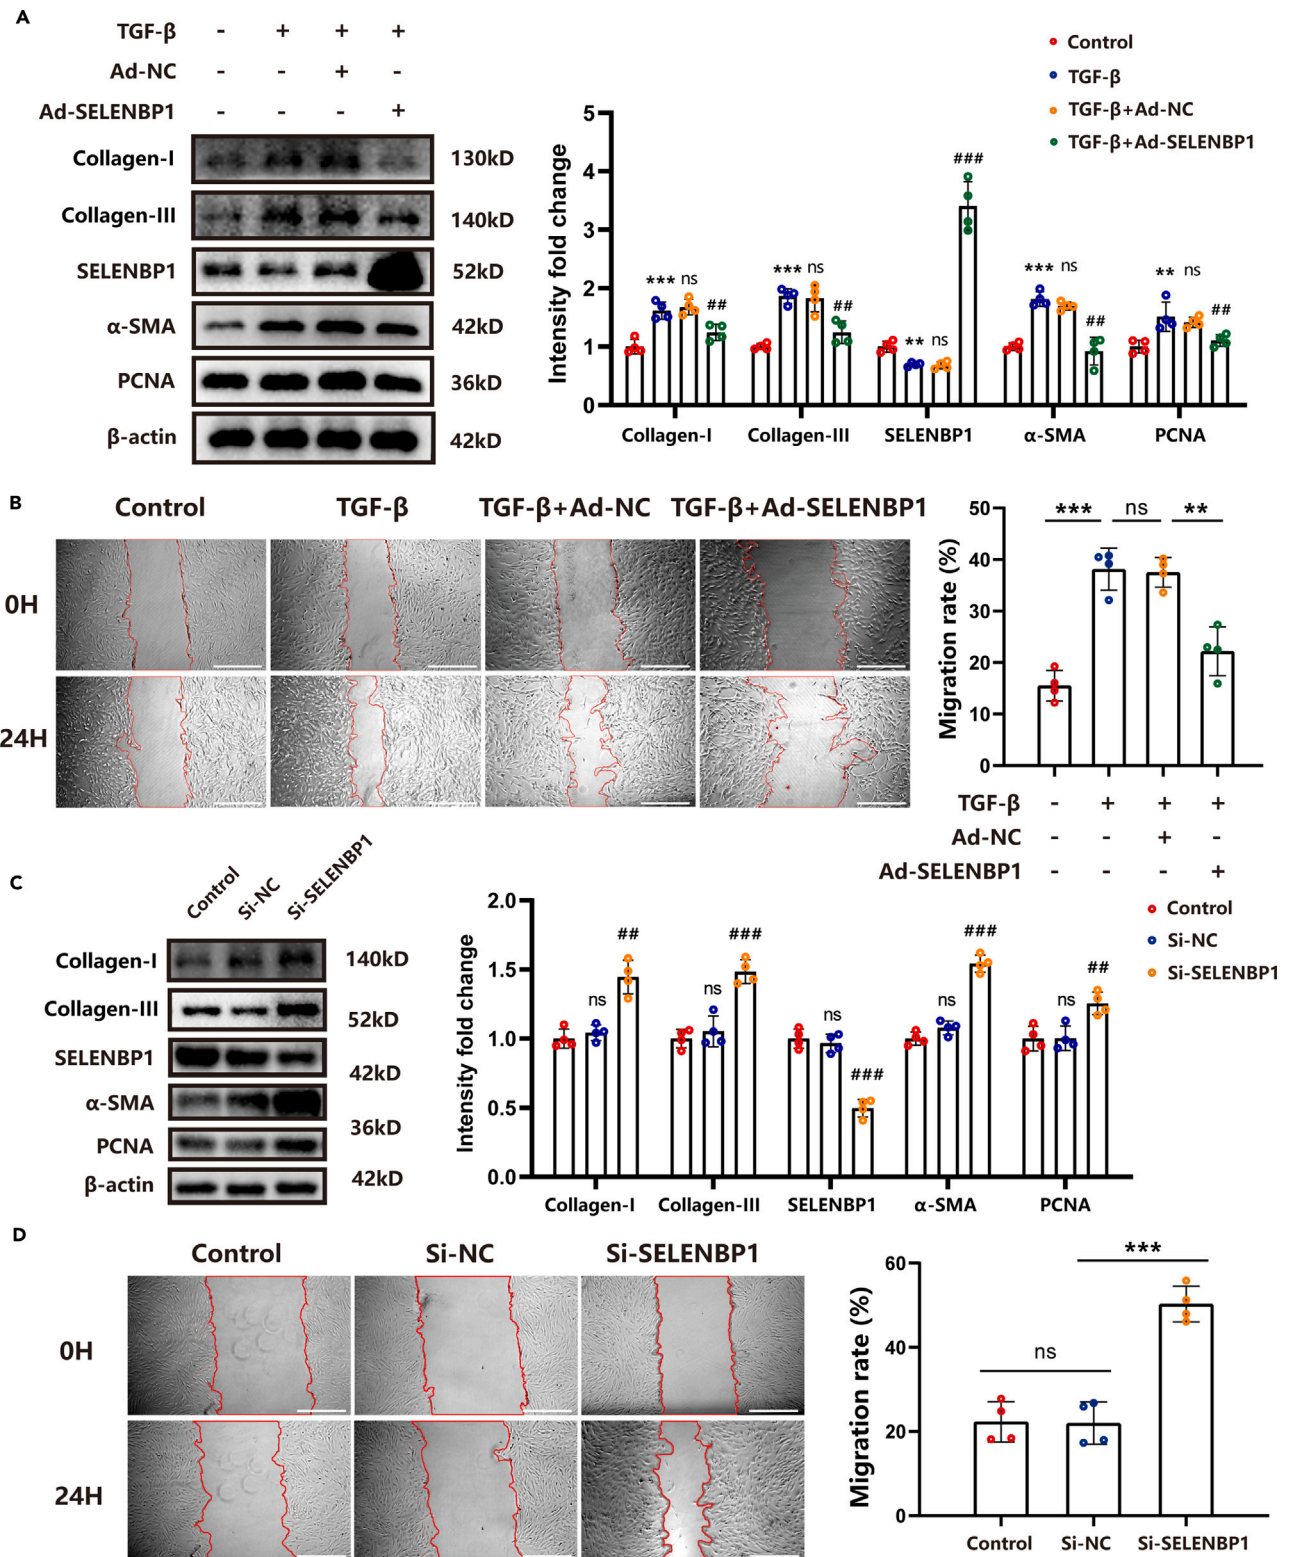 A
TGF-β - + + +
Ad-NC - - + -
Ad-SELENBP1 - - - +
Collagen-I 130kD
Collagen-III 140kD
SELENBP1 52kD
α-SMA 42kD
PCNA 36kD
β-actin 42kD
Control
TGF-β
TGF-β+Ad-NC
TGF-β+Ad-SELENBP1
Intensity fold change
5
4
3
2
1
0
*** ns ##
*** ns ##
** ns ###
*** ns ##
** ns ##
Collagen-I Collagen-III SELENBP1 α-SMA PCNA
B
Control TGF-β TGF-β+Ad-NC TGF-β+Ad-SELENBP1
0H
24H
Migration rate (%)
50
40
30
20
10
0
*** ns **
TGF-β - + + +
Ad-NC - - + -
Ad-SELENBP1 - - - +
C
Control Si-NC Si-SELENBP1
Collagen-I 140kD
Collagen-III 52kD
SELENBP1 42kD
α-SMA 36kD
PCNA
β-actin 42kD
Control
Si-NC
Si-SELENBP1
Intensity fold change
2.0
1.5
1.0
0.5
0.0
ns ##
ns ###
ns ###
ns ###
ns ##
Collagen-I Collagen-III SELENBP1 α-SMA PCNA
D
Control Si-NC Si-SELENBP1
0H
24H
Migration rate (%)
60
40
20
0
ns ***
Control Si-NC Si-SELENBP1